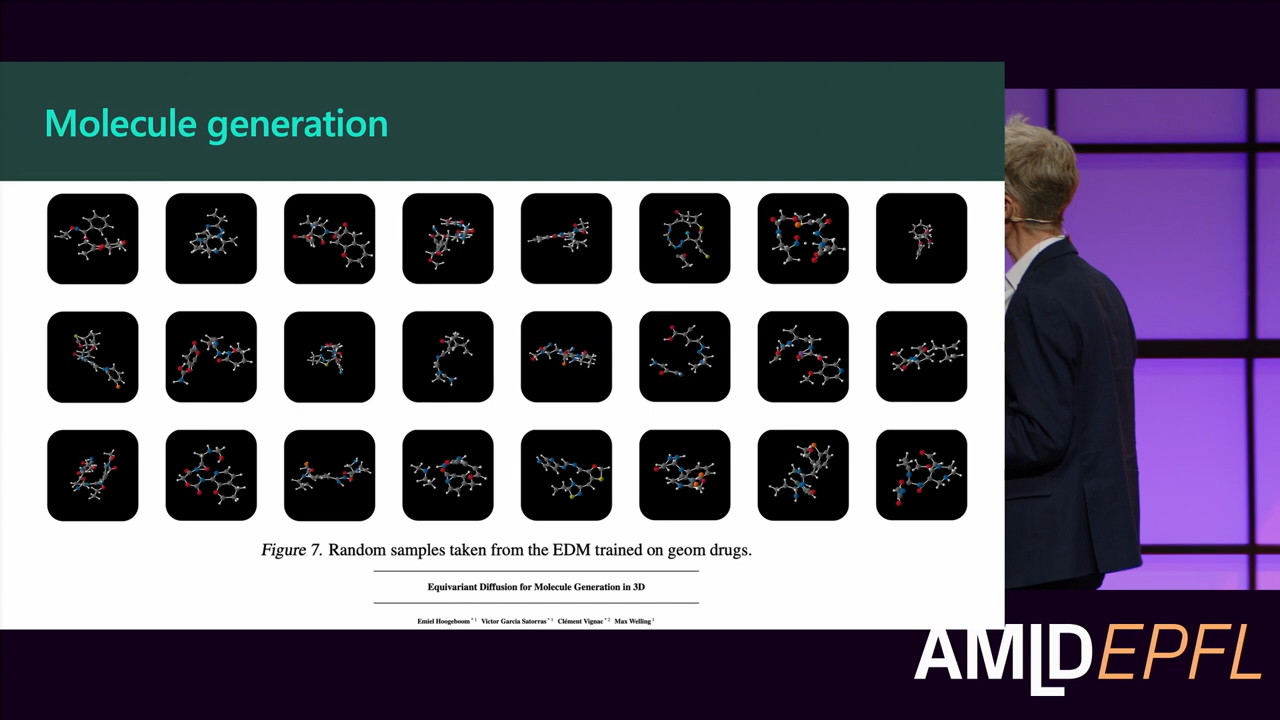 Molecule generation
Figure 7. Random samples taken from the EDM trained on geom drugs.
Equivariant Diffusion for Molecule Generation in 3D
Emiel Hoogeboom * 1 Victor Garcia Satorras * 1 Clément Vignac * 2 Max Welling 1
AMLDEPFL